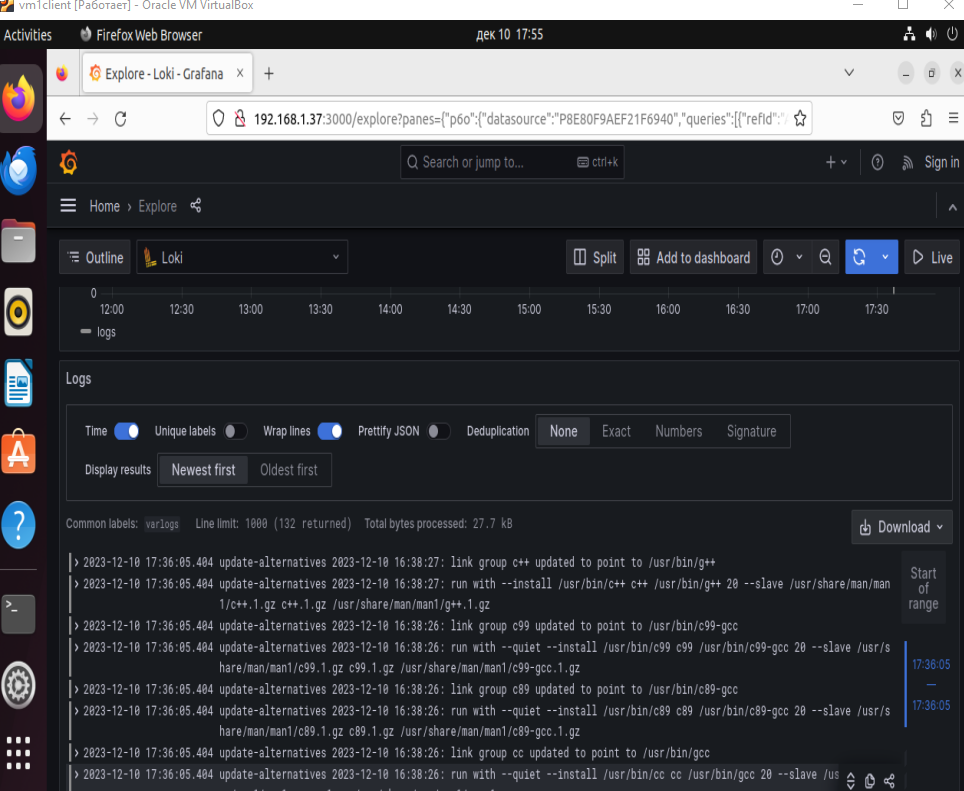 vm1client [Работает] - Oracle VM VirtualBox
Activities Firefox Web Browser дек 10 17:55
Explore - Loki - Grafana
192.168.1.37:3000/explore?panes={"p6o":{"datasource":"P8E80F9AEF21F6940","queries":[{"refId":"
Search or jump to... ctrl+k Sign in
Home › Explore
Outline Loki Split Add to dashboard Live
0
12:00 12:30 13:00 13:30 14:00 14:30 15:00 15:30 16:00 16:30 17:00 17:30
logs
Logs
Time Unique labels Wrap lines Prettify JSON Deduplication None Exact Numbers Signature
Display results Newest first Oldest first
Common labels: varlogs Line limit: 1000 (132 returned) Total bytes processed: 27.7 kB
Download
2023-12-10 17:36:05.404 update-alternatives 2023-12-10 16:38:27: link group c++ updated to point to /usr/bin/g++
2023-12-10 17:36:05.404 update-alternatives 2023-12-10 16:38:27: run with --install /usr/bin/c++ c++ /usr/bin/g++ 20 --slave /usr/share/man/man
1/c++.1.gz c++.1.gz /usr/share/man/man1/g++.1.gz
2023-12-10 17:36:05.404 update-alternatives 2023-12-10 16:38:26: link group c99 updated to point to /usr/bin/c99-gcc
2023-12-10 17:36:05.404 update-alternatives 2023-12-10 16:38:26: run with --quiet --install /usr/bin/c99 c99 /usr/bin/c99-gcc 20 --slave /usr/s
hare/man/man1/c99.1.gz c99.1.gz /usr/share/man/man1/c99-gcc.1.gz
2023-12-10 17:36:05.404 update-alternatives 2023-12-10 16:38:26: link group c89 updated to point to /usr/bin/c89-gcc
2023-12-10 17:36:05.404 update-alternatives 2023-12-10 16:38:26: run with --quiet --install /usr/bin/c89 c89 /usr/bin/c89-gcc 20 --slave /usr/s
hare/man/man1/c89.1.gz c89.1.gz /usr/share/man/man1/c89-gcc.1.gz
2023-12-10 17:36:05.404 update-alternatives 2023-12-10 16:38:26: link group cc updated to point to /usr/bin/gcc
2023-12-10 17:36:05.404 update-alternatives 2023-12-10 16:38:26: run with --quiet --install /usr/bin/cc cc /usr/bin/gcc 20 --slave /us
Start
of
range
17:36:05
—
17:36:05